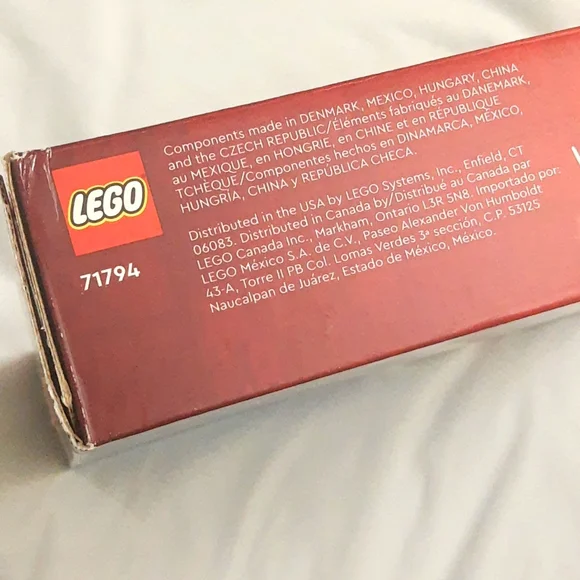 LEGO
71794
Components made in DENMARK, MEXICO, HUNGARY, CHINA
and the CZECH REPUBLIC/Éléments fabriqués au DANEMARK,
au MEXIQUE, en HONGRIE, en CHINE et en RÉPUBLIQUE
TCHÈQUE/Componentes hechos en DINAMARCA, MÉXICO,
HUNGRÍA, CHINA y REPÚBLICA CHECA.
Distributed in the USA by LEGO Systems, Inc., Enfield, CT
06083. Distributed in Canada by/Distribué au Canada par
LEGO Canada Inc., Markham, Ontario L3R 5N8. Importado por:
LEGO México S.A. de C.V., Paseo Alexander Von Humboldt
43-A, Torre II PB Col. Lomas Verdes 3ª sección, C.P. 53125
Naucalpan de Juárez, Estado de México, México.